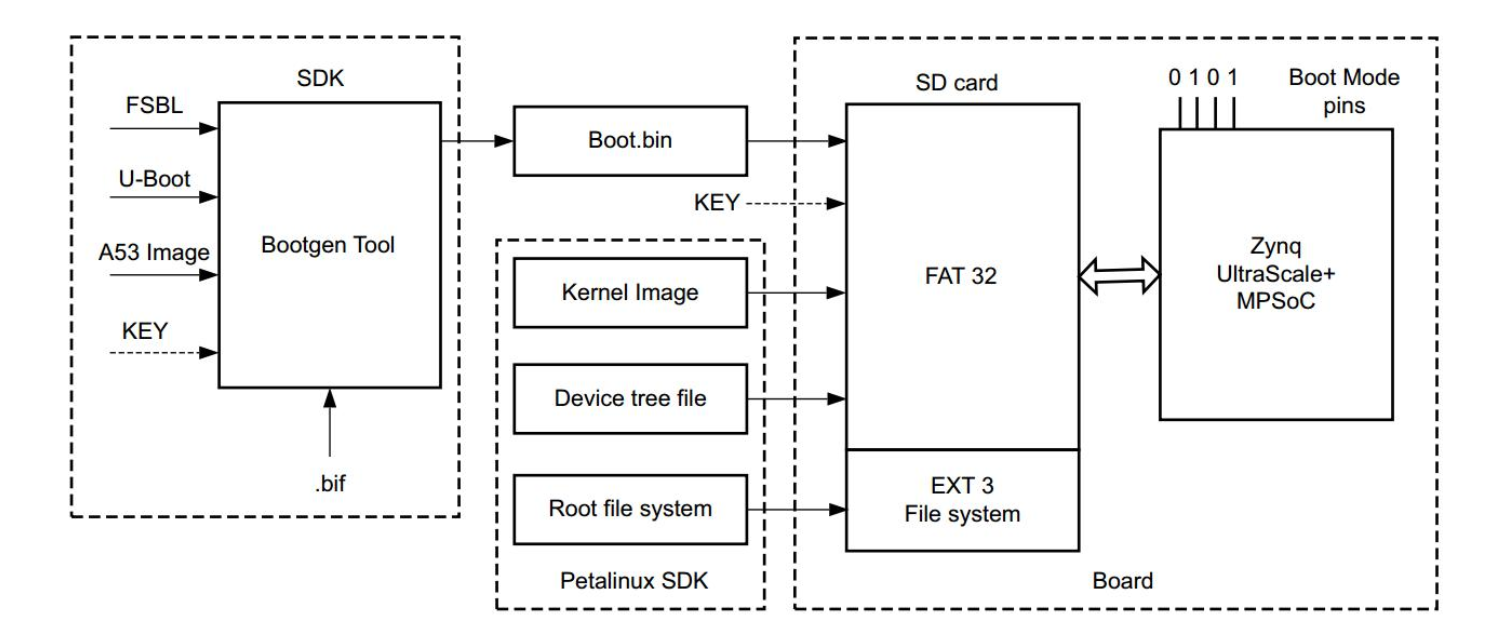 SDK
FSBL
U-Boot
A53 Image
KEY
Bootgen Tool
.bif
Boot.bin
KEY
Kernel Image
Device tree file
Root file system
Petalinux SDK
SD card
FAT 32
EXT 3
File system
0 1 0 1
Boot Mode
pins
Zynq
UltraScale+
MPSoC
Board